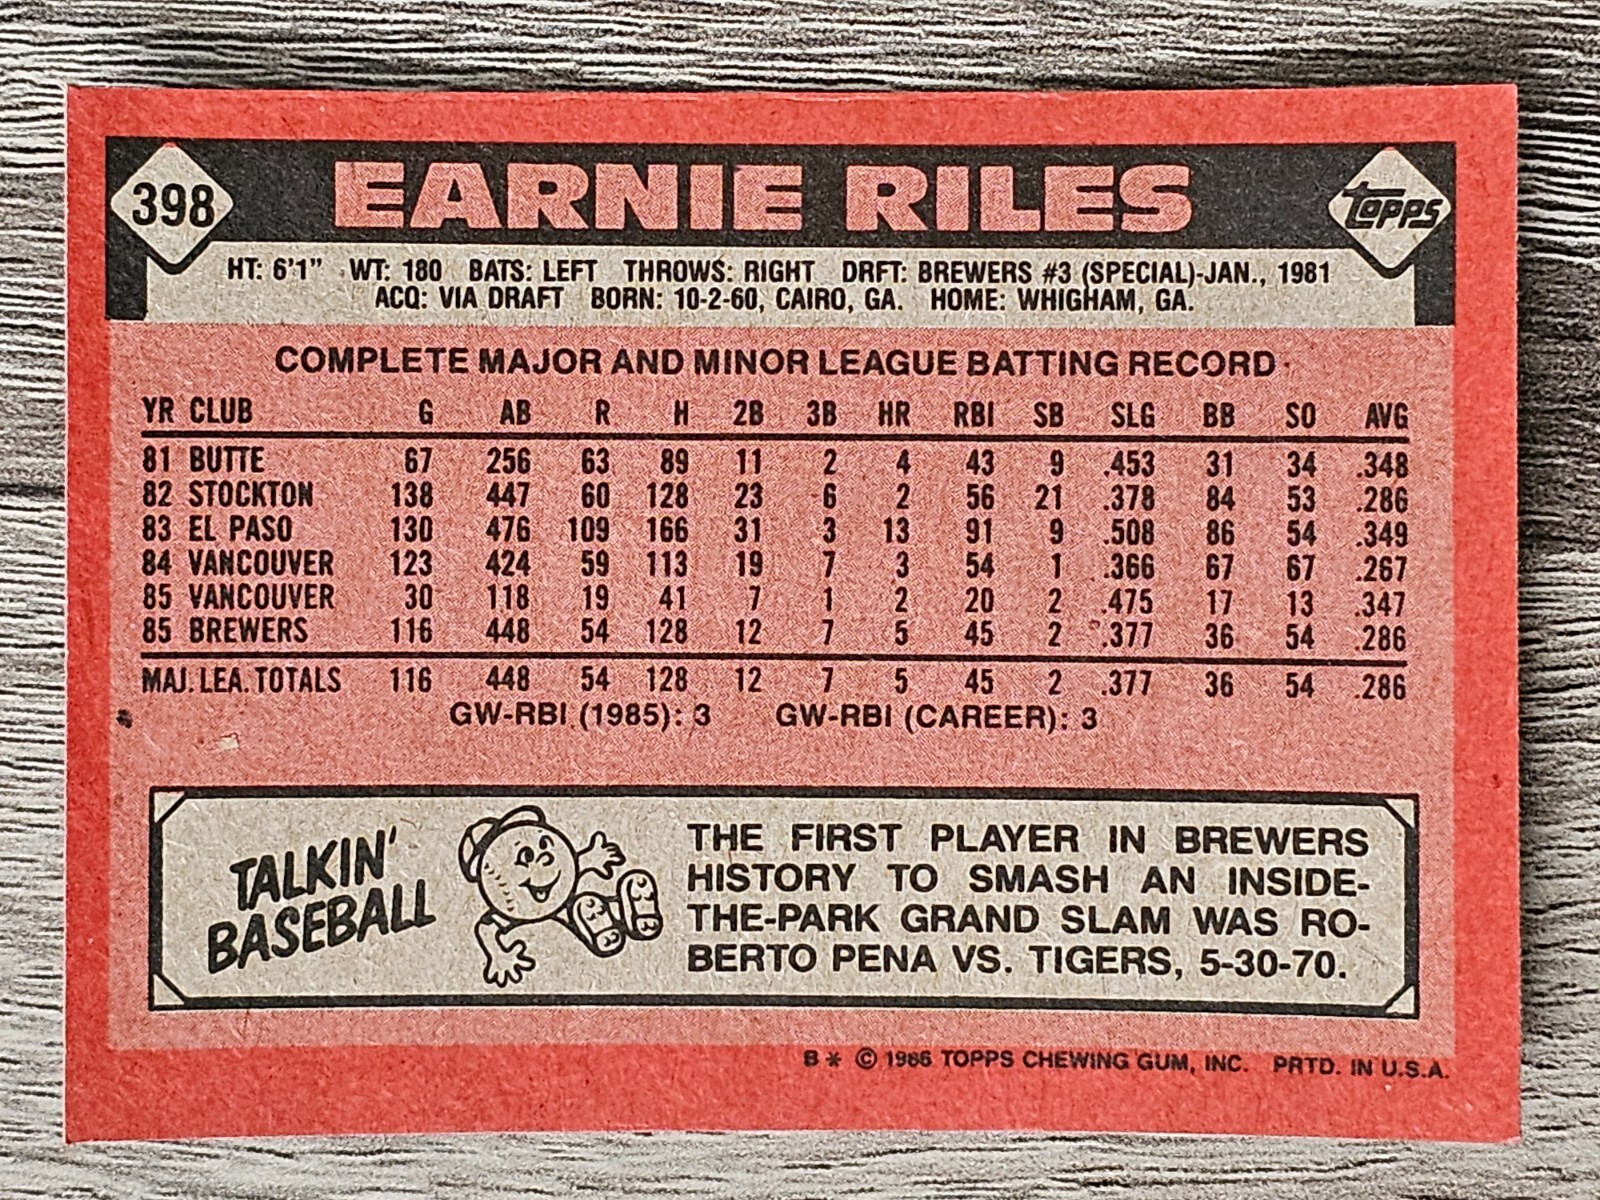 398 EARNIE RILES topps
HT: 6'1" WT: 180 BATS: LEFT THROWS: RIGHT DRFT: BREWERS #3 (SPECIAL)-JAN., 1981
ACQ: VIA DRAFT BORN: 10-2-60, CAIRO, GA. HOME: WHIGHAM, GA.
COMPLETE MAJOR AND MINOR LEAGUE BATTING RECORD
YR CLUB G AB R H 2B 3B HR RBI SB SLG BB SO AVG
81 BUTTE 67 256 63 89 11 2 4 43 9 .453 31 34 .348
82 STOCKTON 138 447 60 128 23 6 2 56 21 .378 84 53 .286
83 EL PASO 130 476 109 166 31 3 13 91 9 .508 86 54 .349
84 VANCOUVER 123 424 59 113 19 7 3 54 1 .366 67 67 .267
85 VANCOUVER 30 118 19 41 7 1 2 20 2 .475 17 13 .347
85 BREWERS 116 448 54 128 12 7 5 45 2 .377 36 54 .286
MAJ. LEA. TOTALS 116 448 54 128 12 7 5 45 2 .377 36 54 .286
GW-RBI (1985): 3 GW-RBI (CAREER): 3
TALKIN'
BASEBALL
THE FIRST PLAYER IN BREWERS
HISTORY TO SMASH AN INSIDE-
THE-PARK GRAND SLAM WAS RO-
BERTO PENA VS. TIGERS, 5-30-70.
B * © 1986 TOPPS CHEWING GUM, INC. PRTD. IN U.S.A.